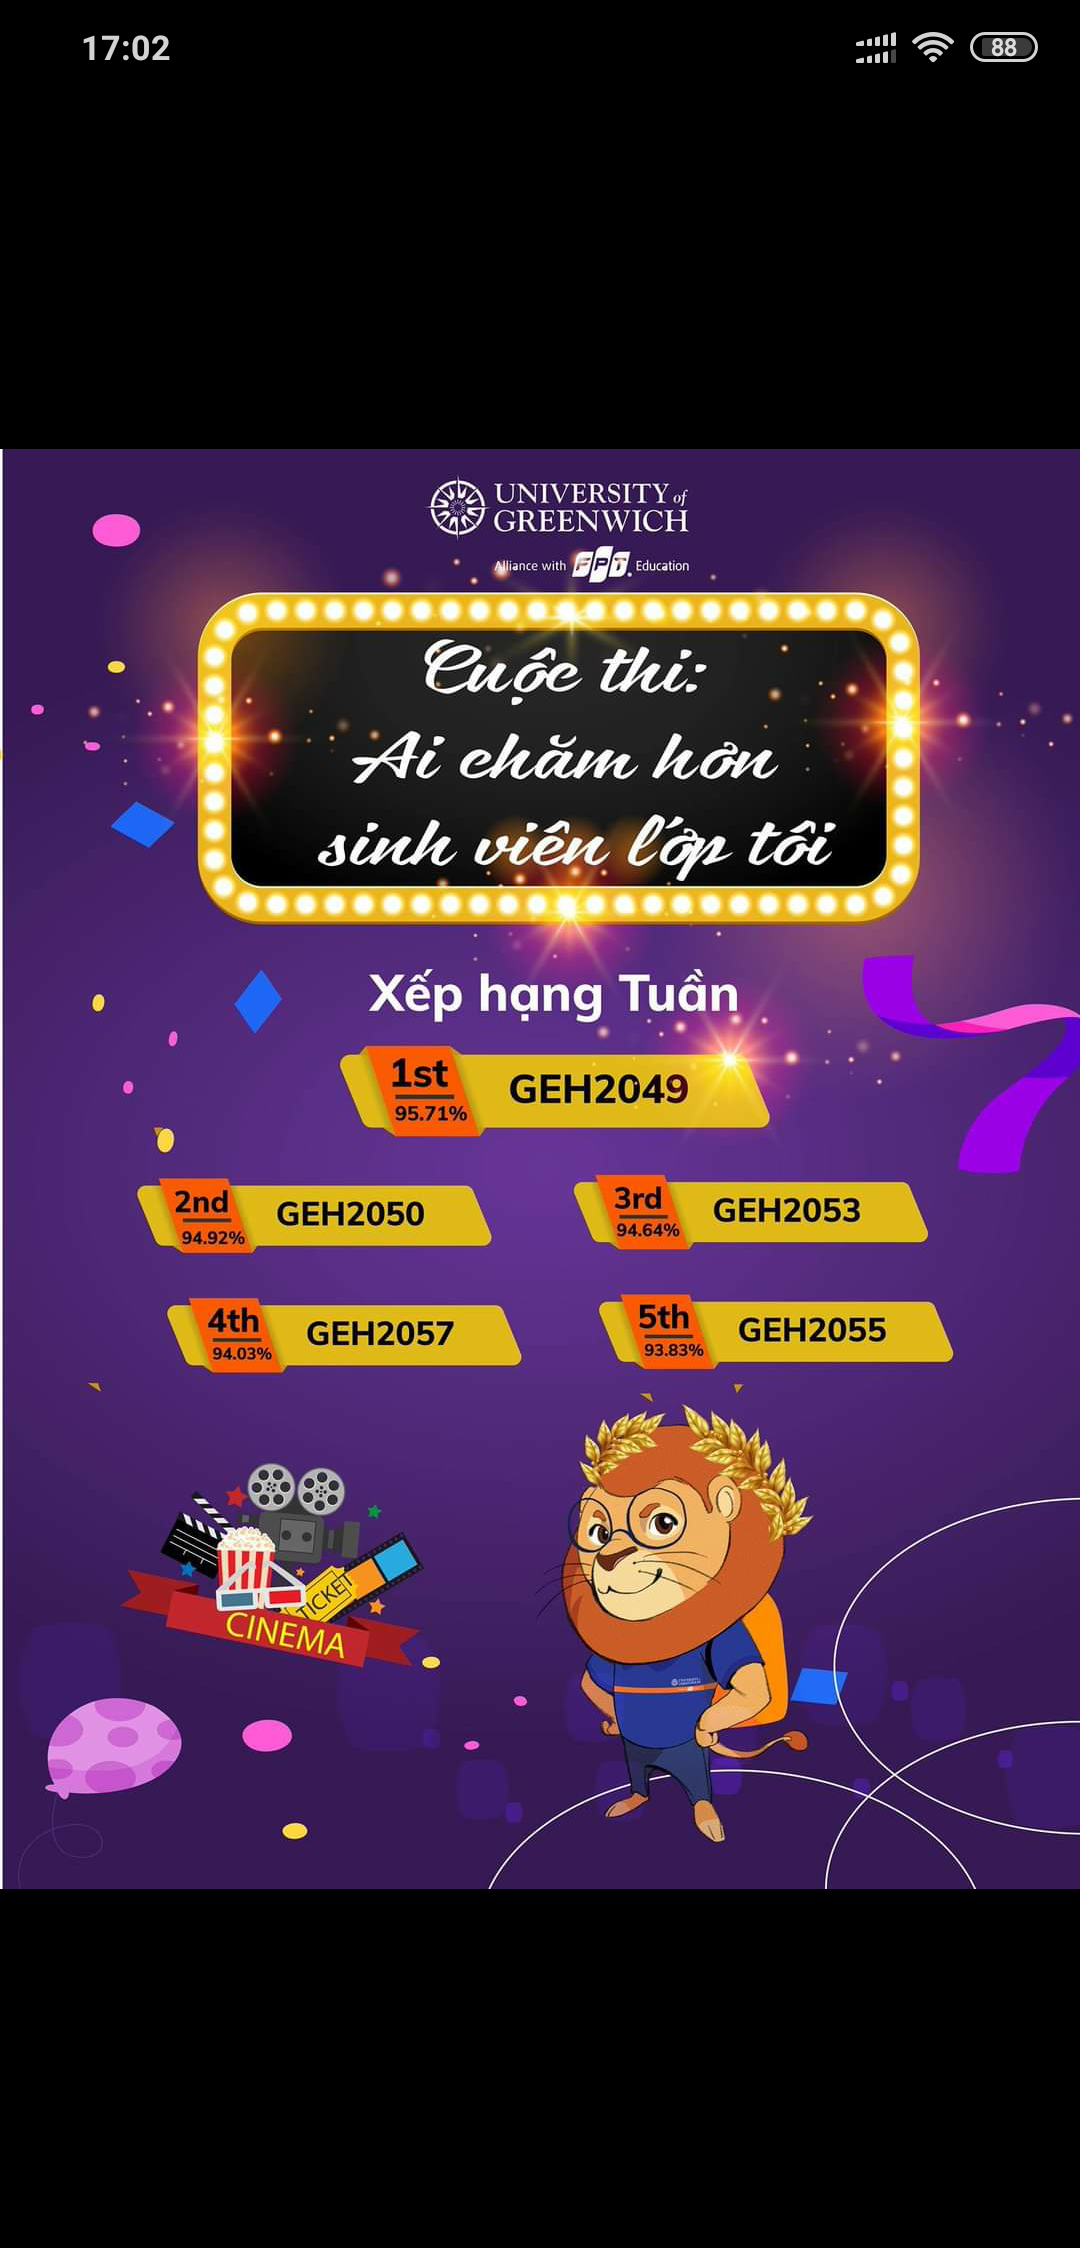 17:02
88
UNIVERSITY of
GREENWICH
Alliance with FPT. Education
Cuộc thi:
Ai chăm hơn
sinh viên lớp tôi
Xếp hạng Tuần
1st
95.71%
GEH2049
2nd
94.92%
GEH2050
3rd
94.64%
GEH2053
4th
94.03%
GEH2057
5th
93.83%
GEH2055
TICKET
CINEMA